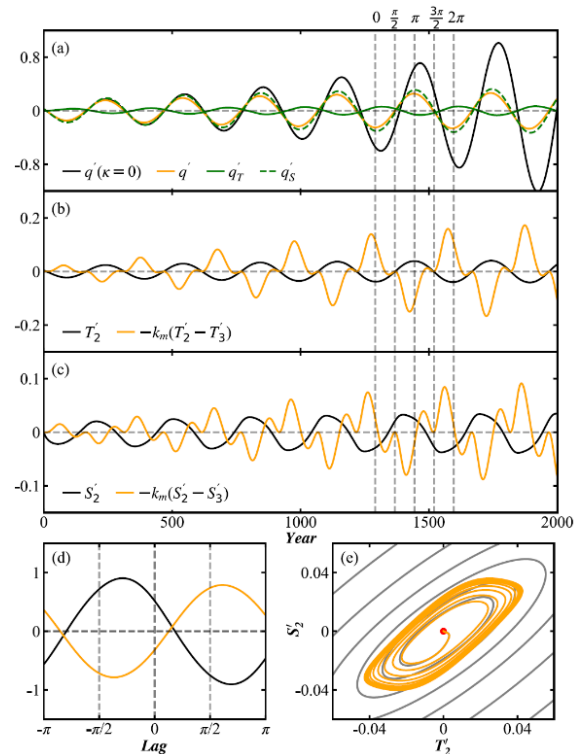 0 π/2 π 3π/2 2π
(a)
0.8
0
-0.8
q′(κ = 0) q′ q′_T q′_S
(b)
0.2
0
-0.2
T′_2 −k_m(T′_2 − T′_3)
(c)
0.1
0
-0.1
S′_2 −k_m(S′_2 − S′_3)
0 500 1000 1500 2000
Year
(d)
1
0
-1
-π -π/2 0 π/2 π
Lag
(e)
0.04
0
-0.04
S′_2
-0.04 0 0.04
T′_2